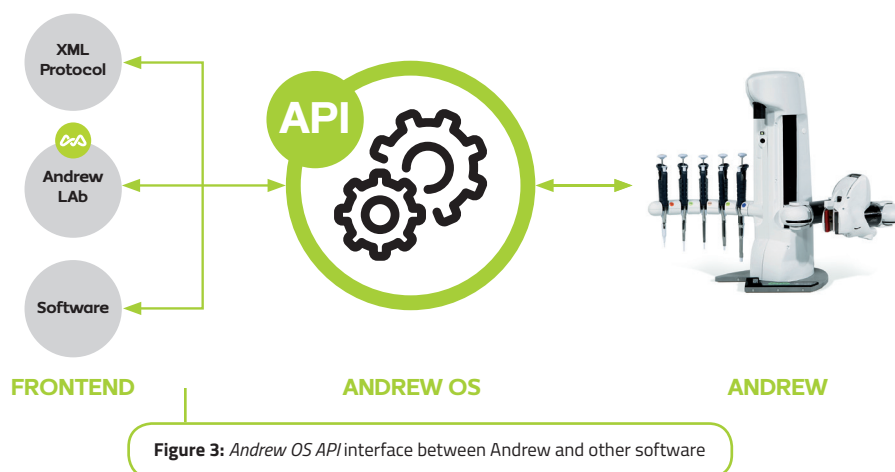 XML
Protocol
Andrew
LAb
Software
API
FRONTEND
ANDREW OS
ANDREW
Figure 3: Andrew OS API interface between Andrew and other software